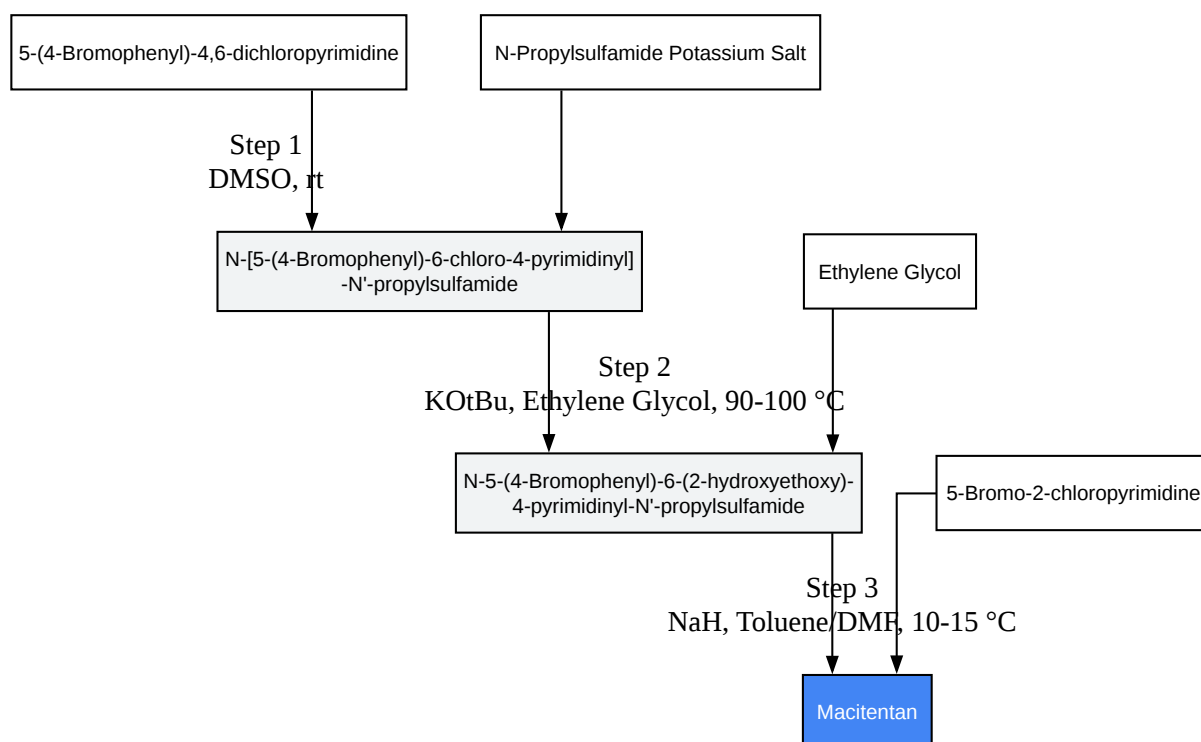 5-(4-Bromophenyl)-4,6-dichloropyrimidine
N-Propylsulfamide Potassium Salt
Step 1
DMSO, rt
N-[5-(4-Bromophenyl)-6-chloro-4-pyrimidinyl]
-N'-propylsulfamide
Ethylene Glycol
Step 2
KOtBu, Ethylene Glycol, 90-100 °C
N-5-(4-Bromophenyl)-6-(2-hydroxyethoxy)-
4-pyrimidinyl-N'-propylsulfamide
5-Bromo-2-chloropyrimidine
Step 3
NaH, Toluene/DMF, 10-15 °C
Macitentan